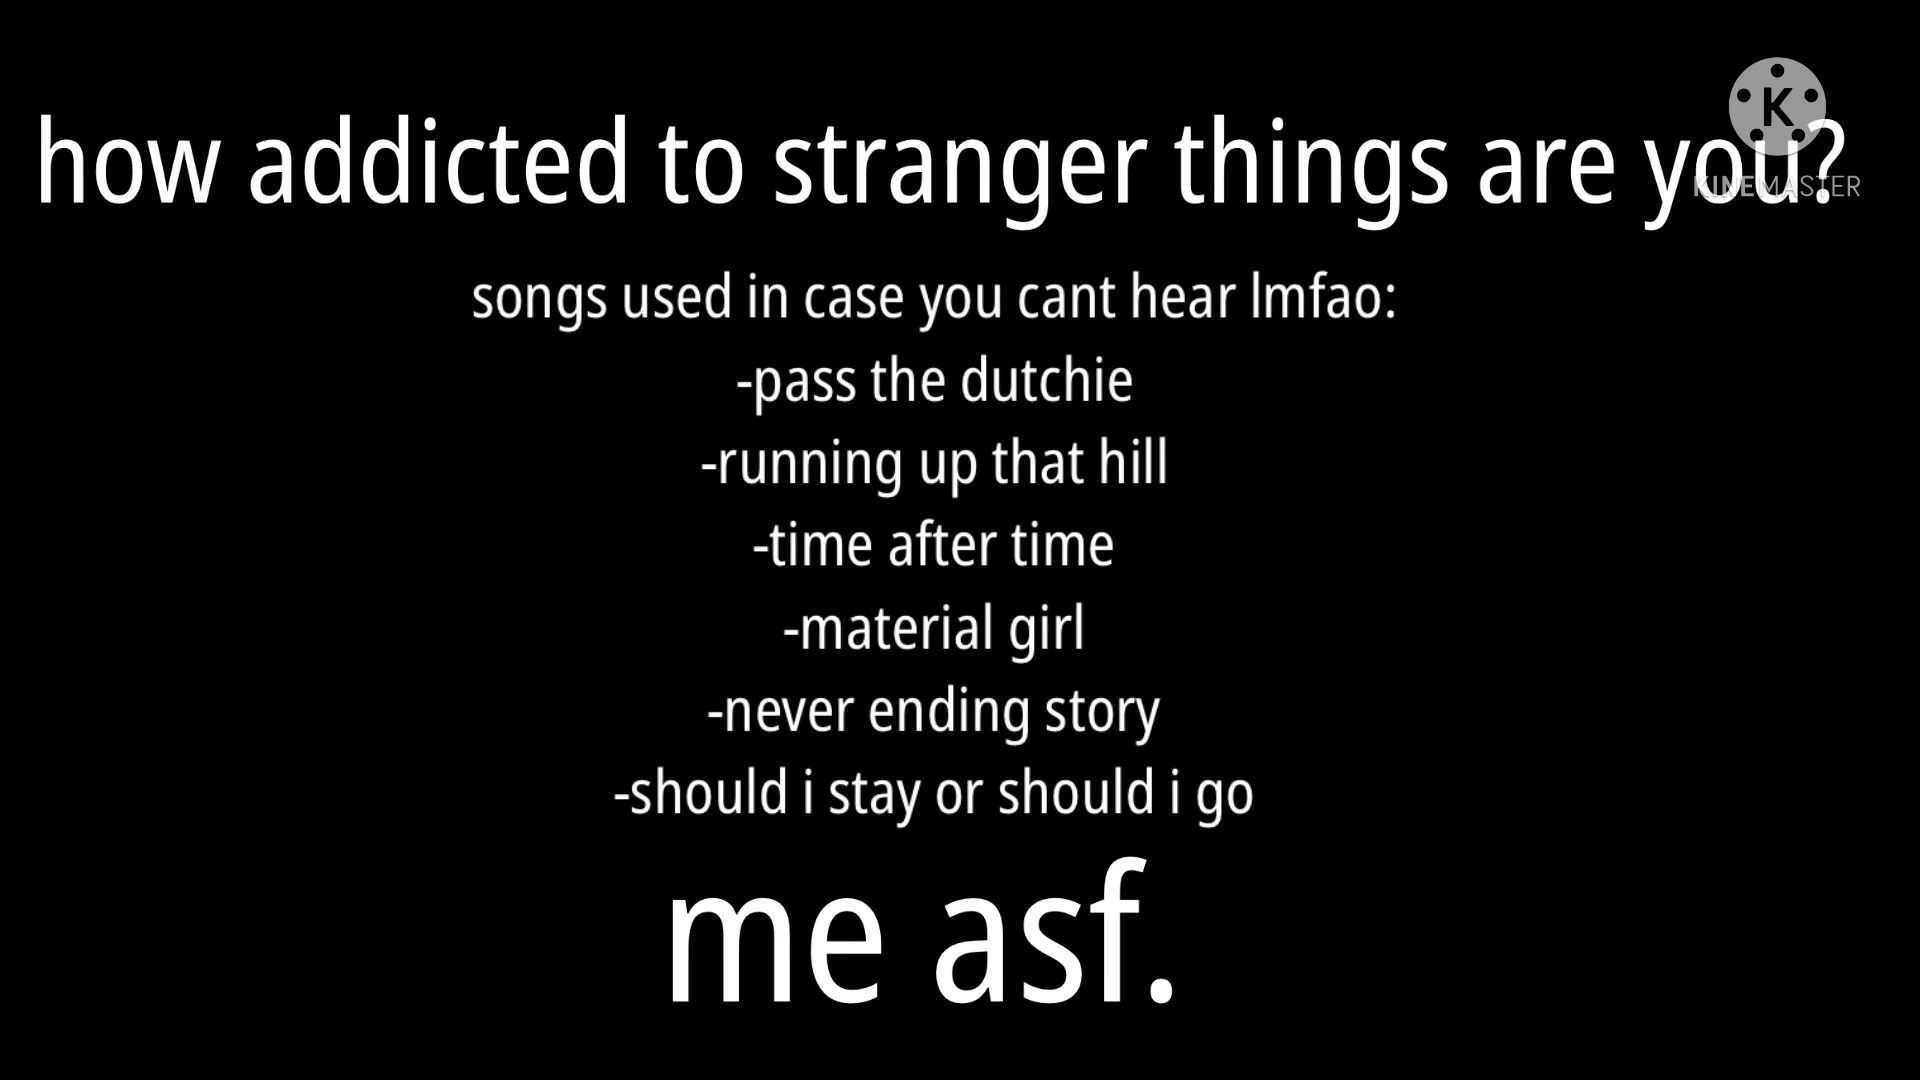 how addicted to stranger things are you?
K
KINEMASTER
songs used in case you cant hear lmfao:
-pass the dutchie
-running up that hill
-time after time
-material girl
-never ending story
-should i stay or should i go
me asf.